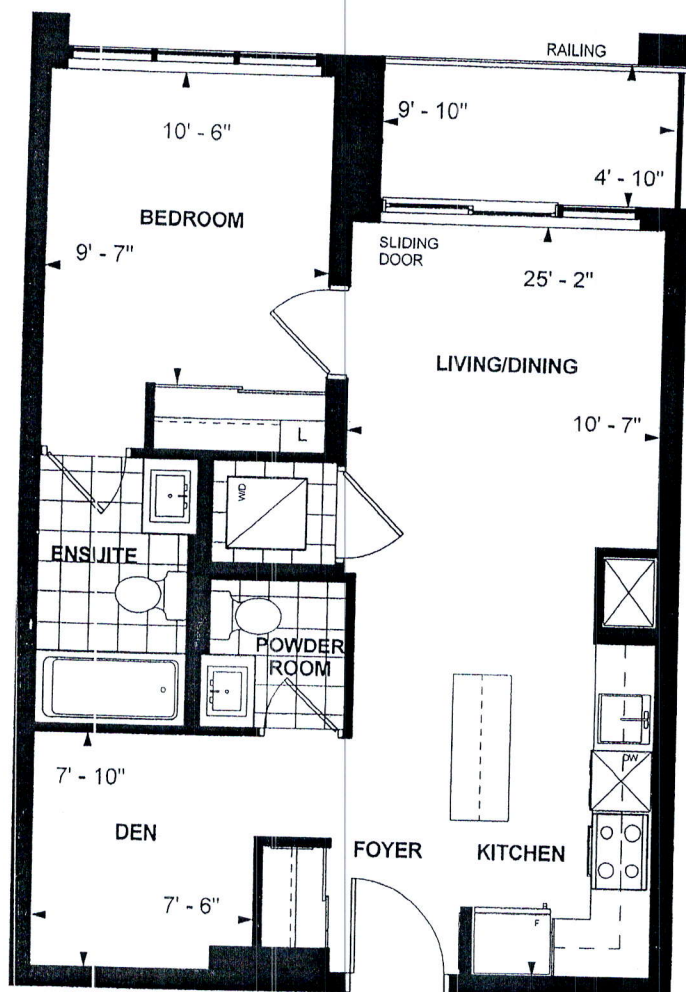 RAILING
10' - 6"
9' - 10"
4' - 10"
BEDROOM
9' - 7"
SLIDING
DOOR
25' - 2"
LIVING/DINING
10' - 7"
L
W/D
ENSUITE
POWDER
ROOM
DW
7' - 10"
DEN
FOYER
KITCHEN
7' - 6"
F